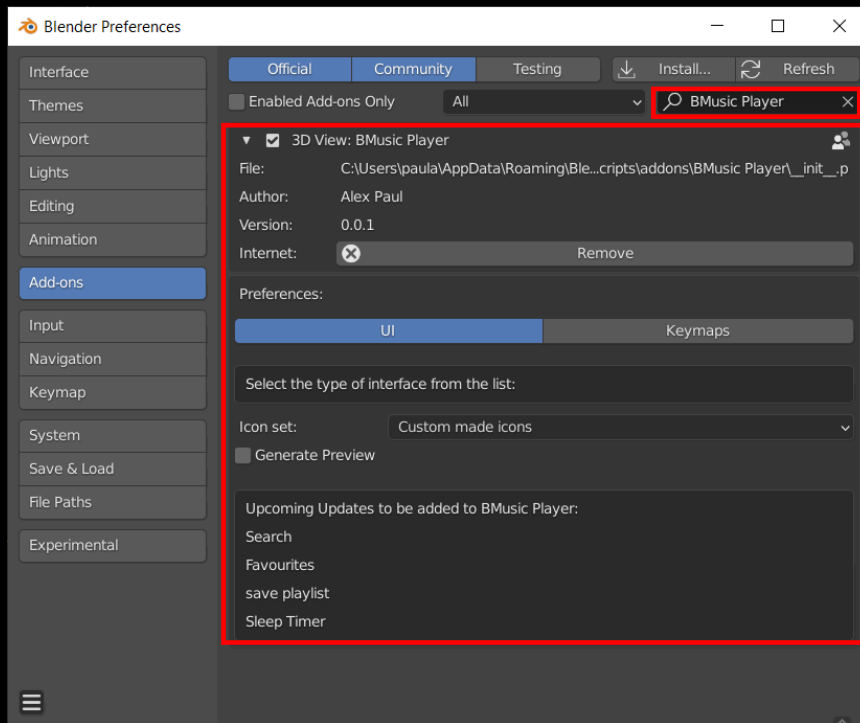 Blender Preferences
Interface
Themes
Viewport
Lights
Editing
Animation
Add-ons
Input
Navigation
Keymap
System
Save & Load
File Paths
Experimental
Official Community Testing Install... Refresh
Enabled Add-ons Only All BMusic Player
3D View: BMusic Player
File: C:\Users\paula\AppData\Roaming\Ble...cripts\addons\BMusic Player\__init__.p
Author: Alex Paul
Version: 0.0.1
Internet: Remove
Preferences:
UI Keymaps
Select the type of interface from the list:
Icon set: Custom made icons
Generate Preview
Upcoming Updates to be added to BMusic Player:
Search
Favourites
save playlist
Sleep Timer